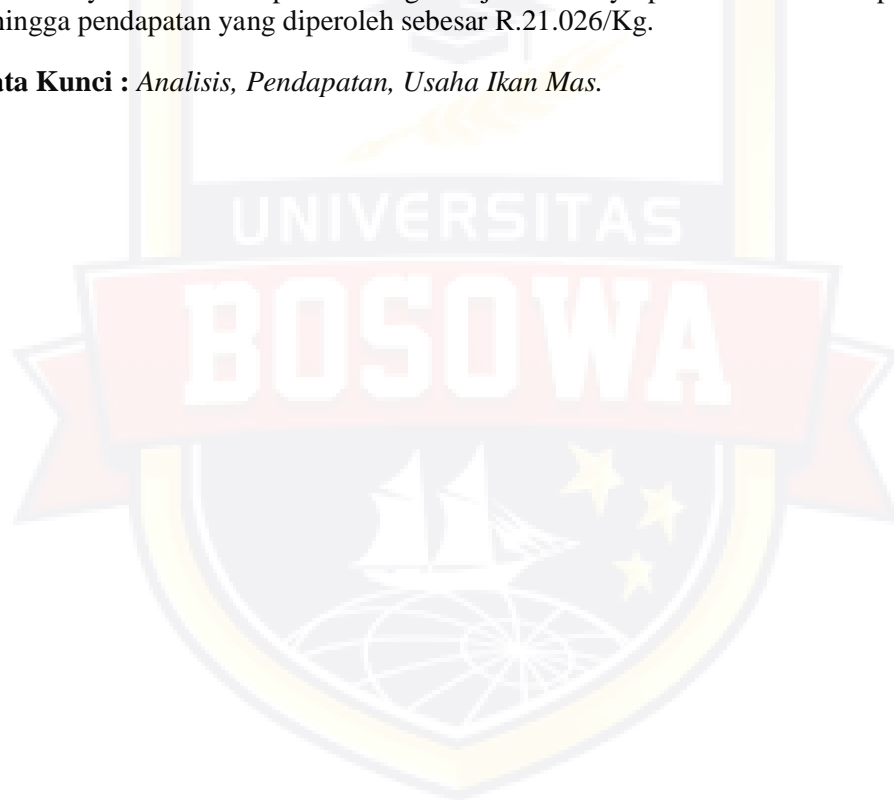 hingga pendapatan yang diperoleh sebesar R.21.026/Kg.
ata Kunci : Analisis, Pendapatan, Usaha Ikan Mas.
UNIVERSITAS
BOSOWA